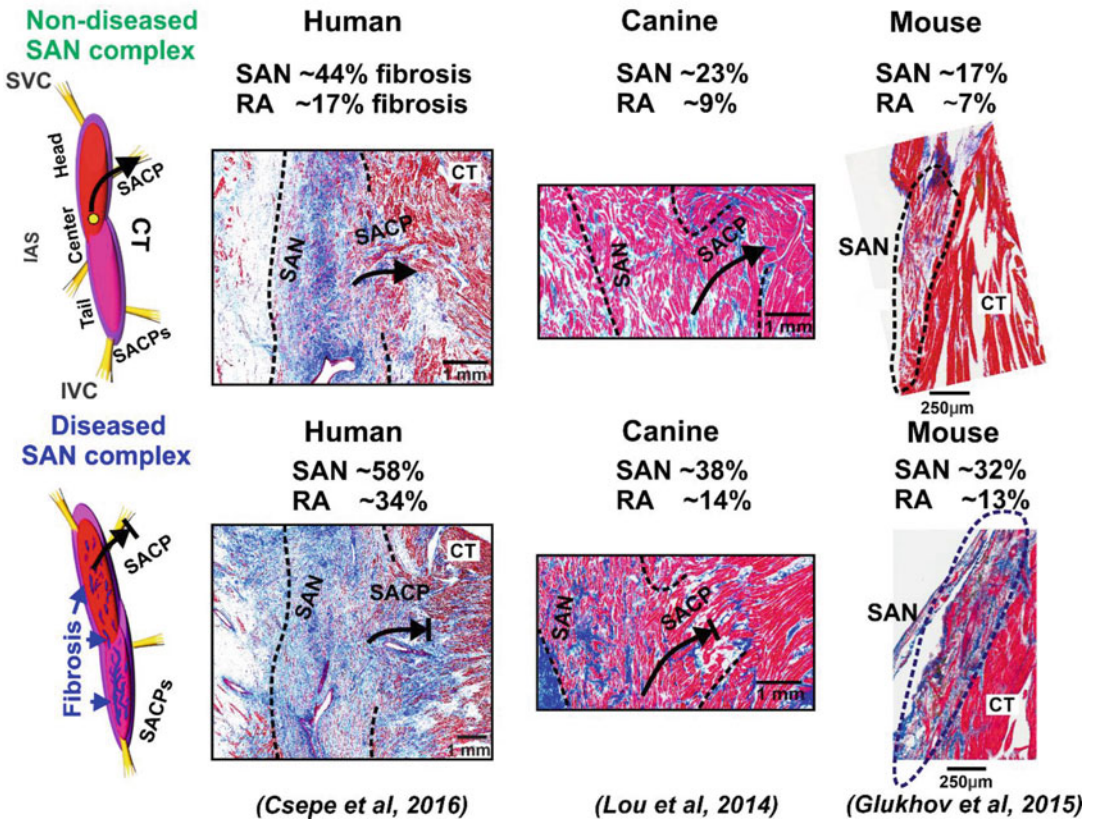 Non-diseased
SAN complex
SVC
Head
SACP
CT
Center
IAS
Tail
SACPs
IVC
Human
SAN ~44% fibrosis
RA ~17% fibrosis
CT
SAN
SACP
1 mm
Canine
SAN ~23%
RA ~9%
SAN
SACP
1 mm
Mouse
SAN ~17%
RA ~7%
SAN
CT
250µm
Diseased
SAN complex
SACP
Fibrosis
SACPs
Human
SAN ~58%
RA ~34%
CT
SAN
SACP
1 mm
(Csepe et al, 2016)
Canine
SAN ~38%
RA ~14%
SAN
SACP
1 mm
(Lou et al, 2014)
Mouse
SAN ~32%
RA ~13%
SAN
CT
250µm
(Glukhov et al, 2015)